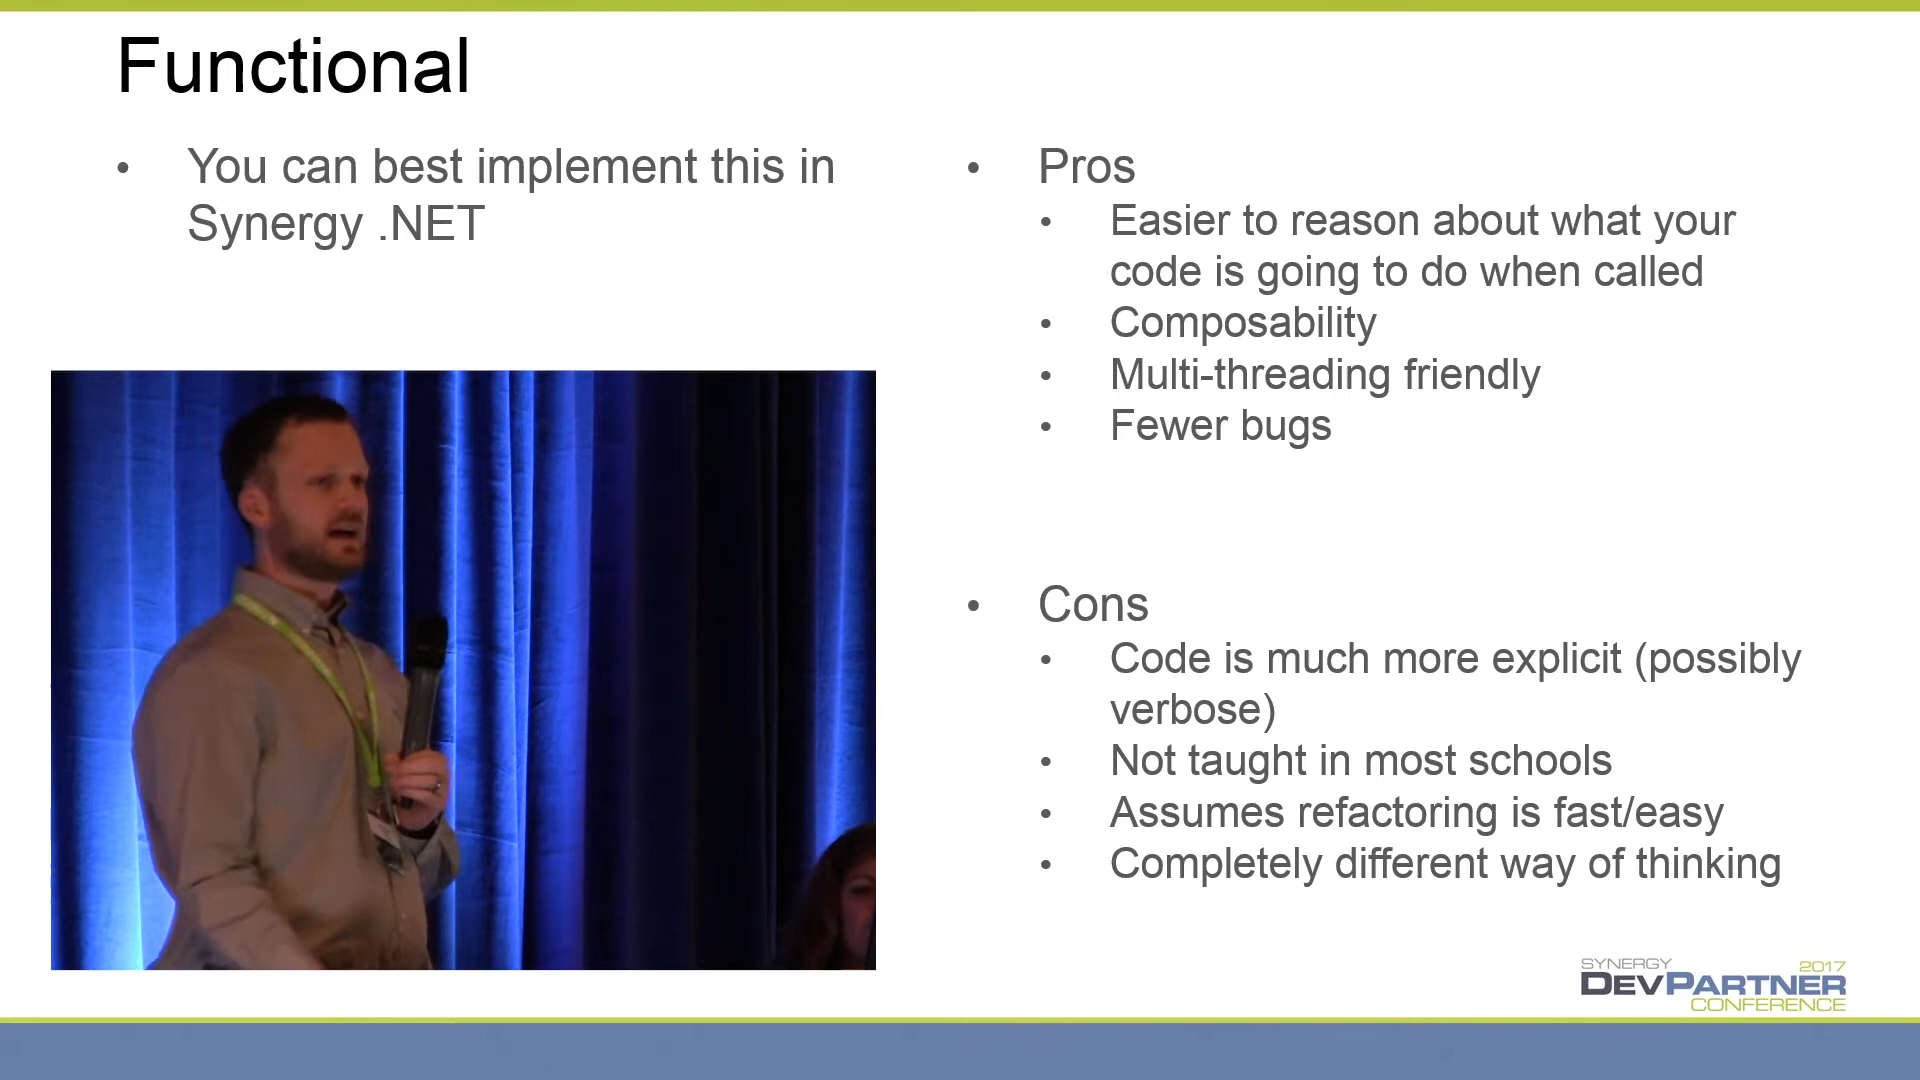 Functional
• You can best implement this in
Synergy .NET
• Pros
• Easier to reason about what your
code is going to do when called
• Composability
• Multi-threading friendly
• Fewer bugs
• Cons
• Code is much more explicit (possibly
verbose)
• Not taught in most schools
• Assumes refactoring is fast/easy
• Completely different way of thinking
SYNERGY 2017
DEVPARTNER
CONFERENCE